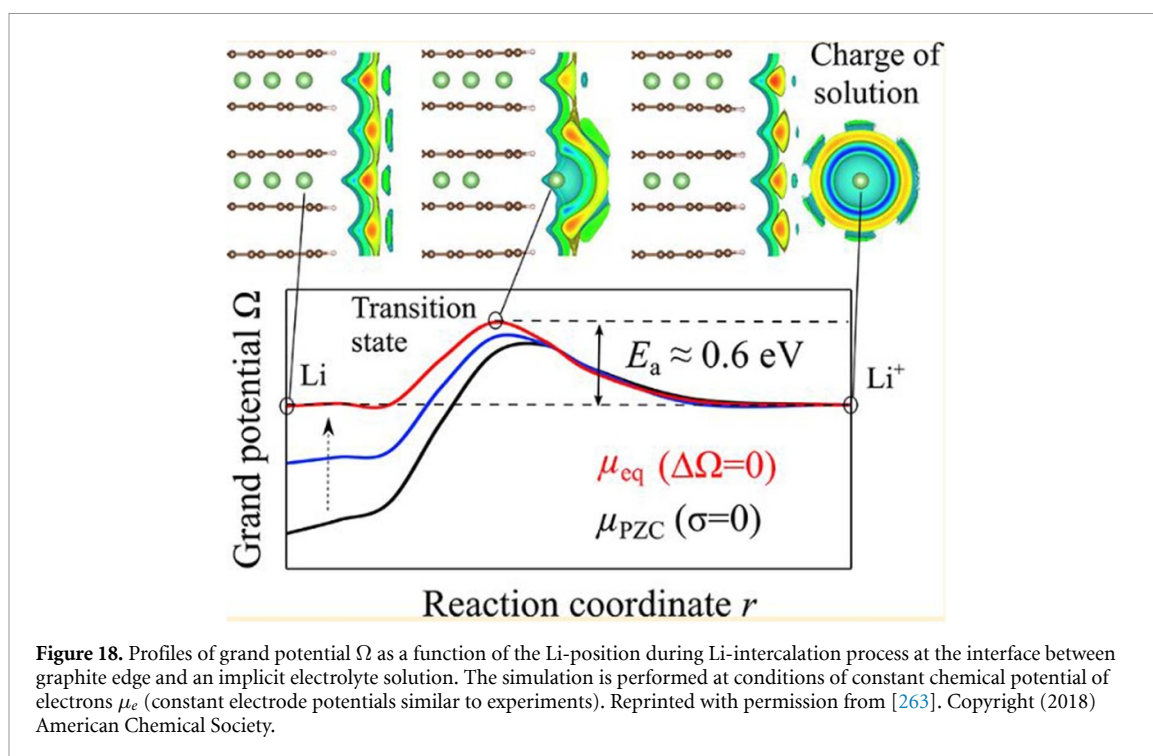 Charge of
solution
Transition
state
Li
Eₐ ≈ 0.6 eV
Li⁺
μeq (ΔΩ=0)
μPZC (σ=0)
Grand potential Ω
Reaction coordinate r
Figure 18. Profiles of grand potential Ω as a function of the Li-position during Li-intercalation process at the interface between
graphite edge and an implicit electrolyte solution. The simulation is performed at conditions of constant chemical potential of
electrons μₑ (constant electrode potentials similar to experiments). Reprinted with permission from [263]. Copyright (2018)
American Chemical Society.